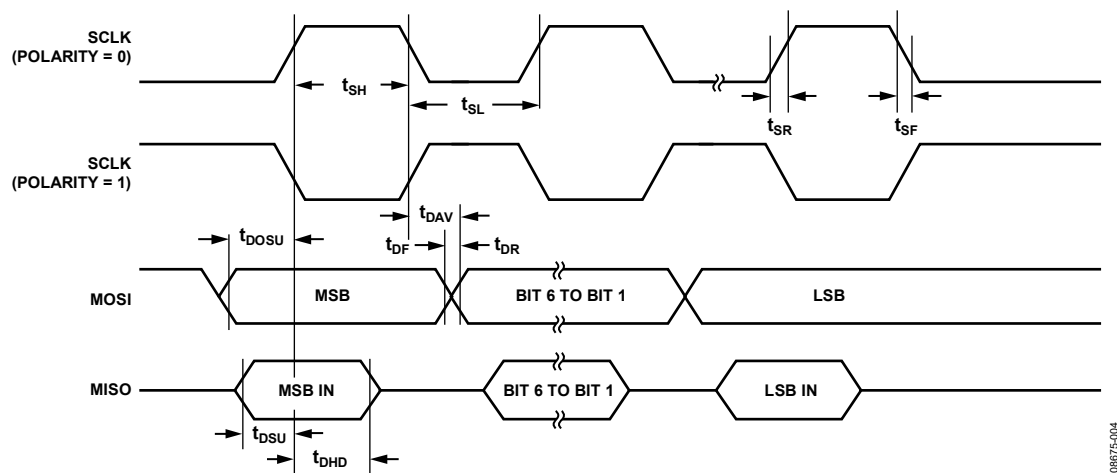 SCLK
(POLARITY = 0)
tSH
tSL
tSR
tSF
SCLK
(POLARITY = 1)
tDAV
tDOSU
tDF
tDR
MOSI
MSB
BIT 6 TO BIT 1
LSB
MISO
MSB IN
BIT 6 TO BIT 1
LSB IN
tDSU
tDHD
08675-004